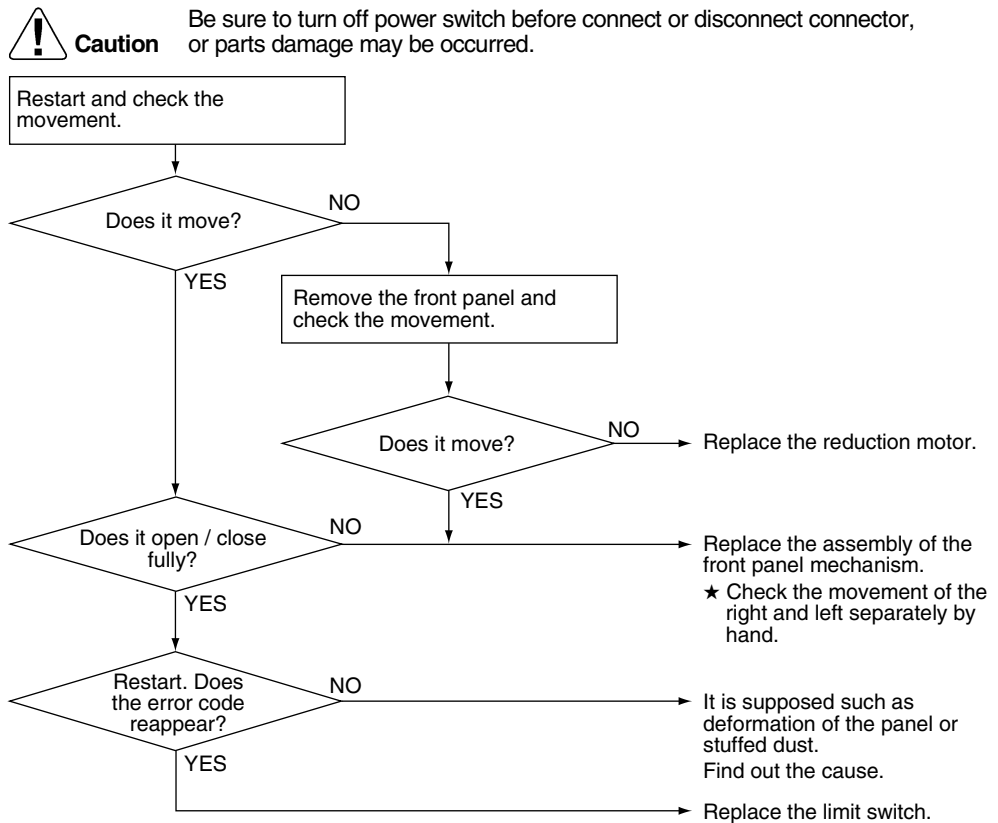 Caution
Be sure to turn off power switch before connect or disconnect connector,
or parts damage may be occurred.
Restart and check the
movement.
Does it move?
NO
YES
Remove the front panel and
check the movement.
Does it move?
NO
Replace the reduction motor.
YES
Does it open / close
fully?
NO
Replace the assembly of the
front panel mechanism.
★ Check the movement of the
right and left separately by
hand.
YES
Restart. Does
the error code
reappear?
NO
It is supposed such as
deformation of the panel or
stuffed dust.
Find out the cause.
YES
Replace the limit switch.